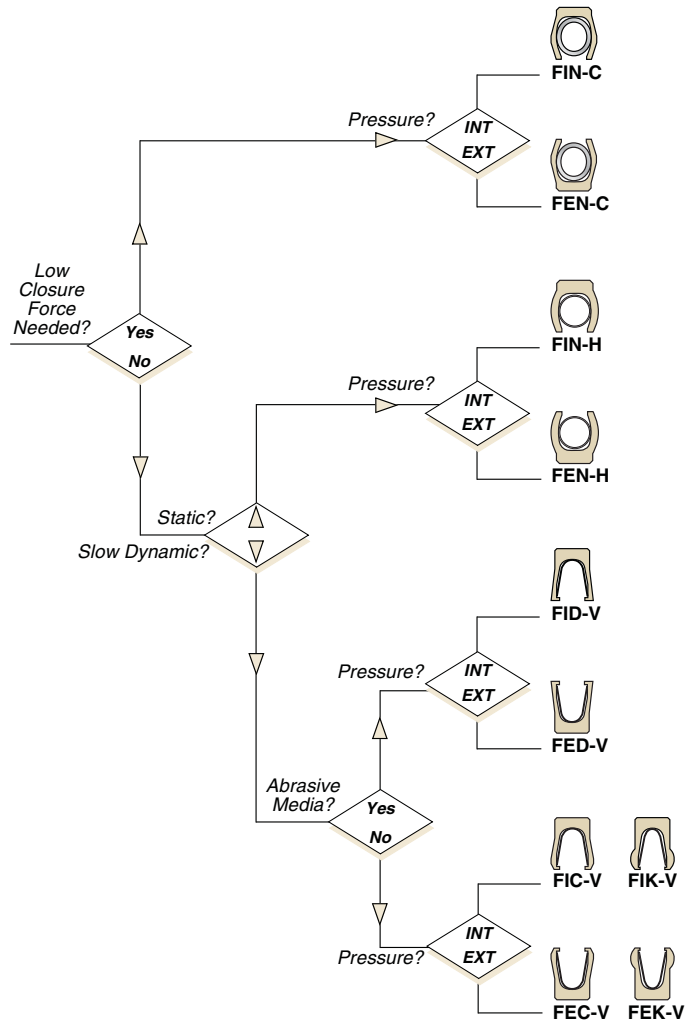 FIN-C
Pressure?
INT
EXT
FEN-C
Low
Closure
Force
Needed?
Yes
No
FIN-H
Pressure?
INT
EXT
FEN-H
Static?
Slow Dynamic?
FID-V
Pressure?
INT
EXT
FED-V
Abrasive
Media?
Yes
No
FIC-V FIK-V
INT
EXT
Pressure?
FEC-V FEK-V